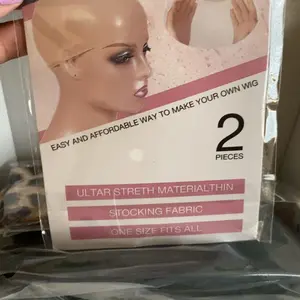 EASY AND AFFORDABLE WAY TO MAKE YOUR OWN WIG
2
PIECES
ULTAR STRETH MATERIALTHIN
STOCKING FABRIC
ONE SIZE FITS ALL